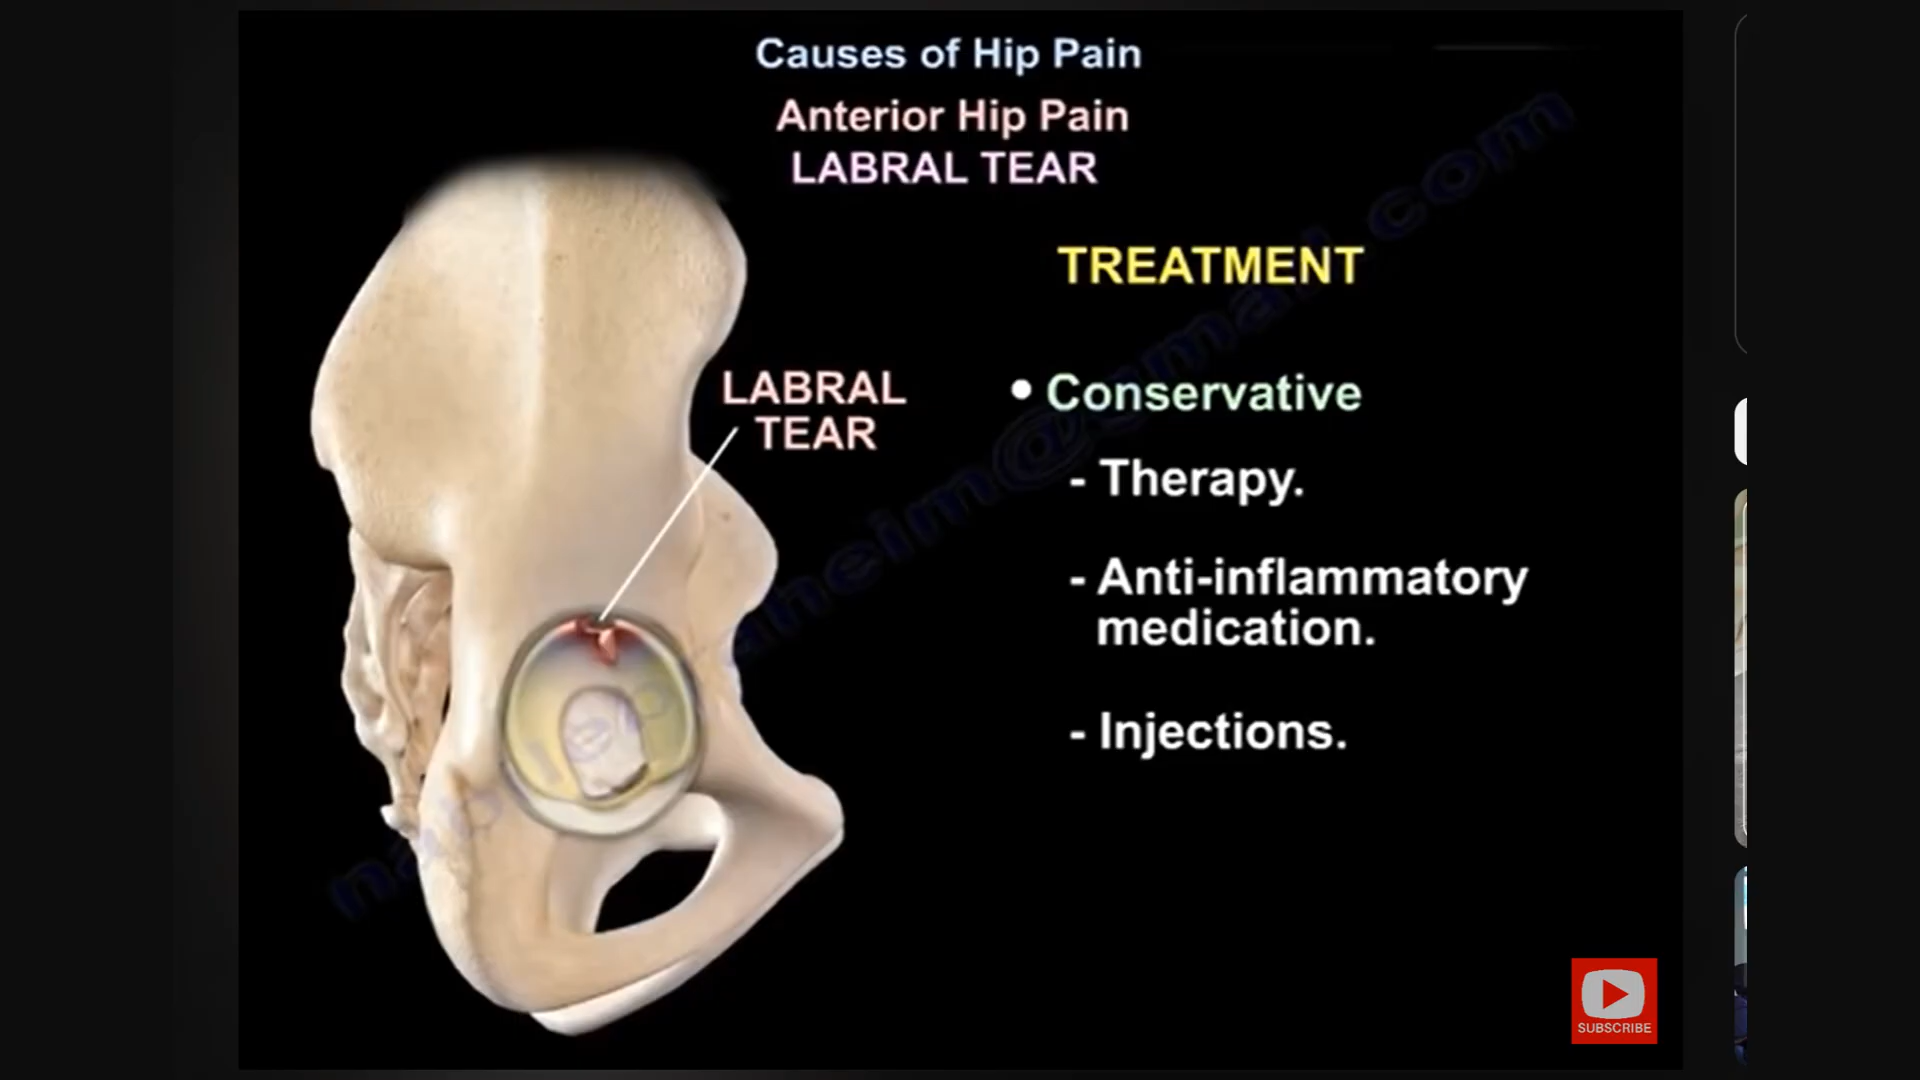 Causes of Hip Pain
Anterior Hip Pain
LABRAL TEAR
TREATMENT
LABRAL
TEAR
• Conservative
- Therapy.
- Anti-inflammatory
medication.
- Injections.
SUBSCRIBE